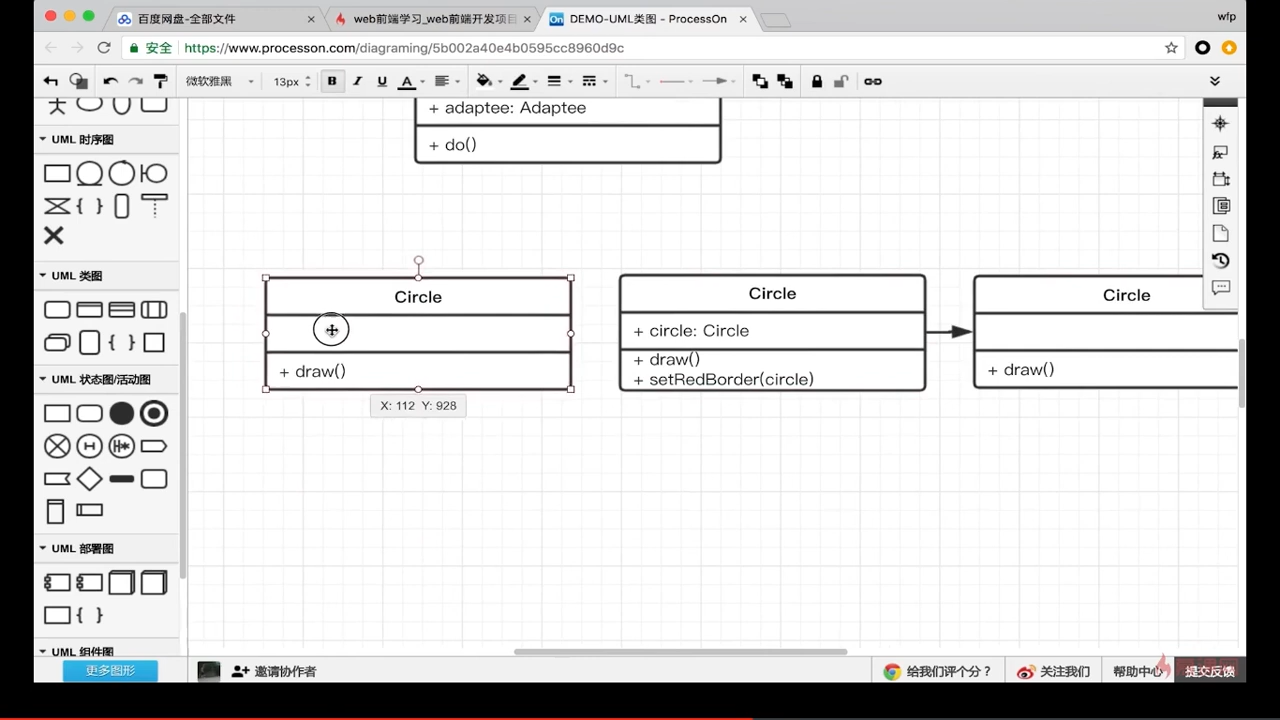 百度网盘-全部文件
web前端学习_web前端开发项目
DEMO-UML类图 - ProcessOn
wfp
安全 https://www.processon.com/diagraming/5b002a40e4b0595cc8960d9c
微软雅黑 13px B I U A
UML 时序图
UML 类图
UML 状态图/活动图
UML 部署图
UML 组件图
更多图形
+ adaptee: Adaptee
+ do()
Circle
+ draw()
X: 112 Y: 928
Circle
+ circle: Circle
+ draw()
+ setRedBorder(circle)
Circle
+ draw()
邀请协作者
给我们评个分？
关注我们
帮助中心
提交反馈